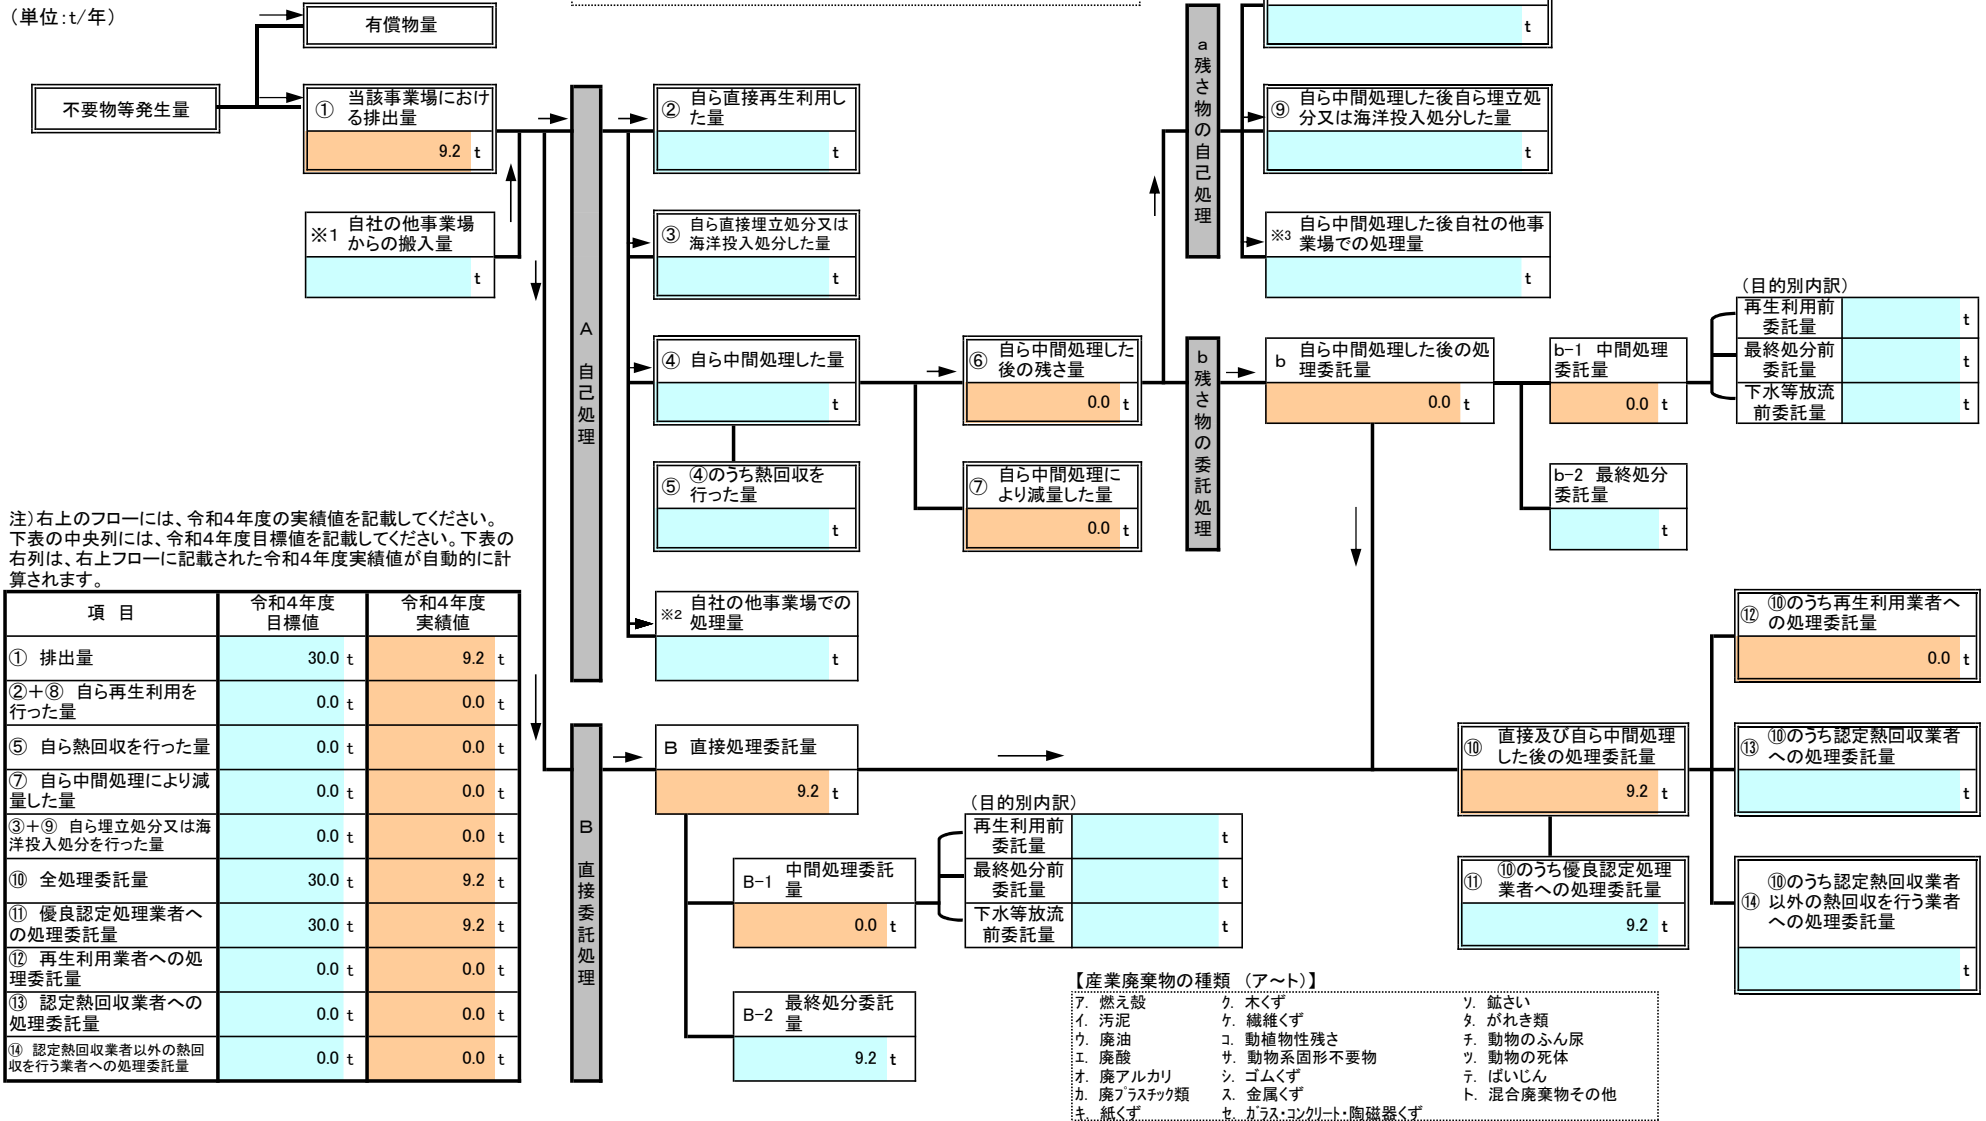 （単位：t/年）
有償物量
不要物等発生量
① 当該事業場におけ
る排出量
9.2 t
※1 自社の他事業場
からの搬入量
t
A 自己処理
② 自ら直接再生利用し
た量
t
③ 自ら直接埋立処分又は
海洋投入処分した量
t
④ 自ら中間処理した量
t
⑤ ④のうち熱回収を
行った量
t
※2 自社の他事業場での
処理量
t
⑥ 自ら中間処理した
後の残さ量
0.0 t
⑦ 自ら中間処理に
より減量した量
0.0 t
a 残さ物の自己処理
t
⑨ 自ら中間処理した後自ら埋立処
分又は海洋投入処分した量
t
※3 自ら中間処理した後自社の他事
業場での処理量
t
b 残さ物の委託処理
b 自ら中間処理した後の処
理委託量
0.0 t
b-1 中間処理
委託量
0.0 t
b-2 最終処分
委託量
t
（目的別内訳）
再生利用前
委託量 t
最終処分前
委託量 t
下水等放流
前委託量 t
注）右上のフローには、令和４年度の実績値を記載してください。
下表の中央列には、令和４年度目標値を記載してください。下表の
右列は、右上フローに記載された令和４年度実績値が自動的に計
算されます。
項 目 令和４年度
目標値 令和４年度
実績値
① 排出量 30.0 t 9.2 t
②＋⑧ 自ら再生利用を
行った量 0.0 t 0.0 t
⑤ 自ら熱回収を行った量 0.0 t 0.0 t
⑦ 自ら中間処理により減
量した量 0.0 t 0.0 t
③＋⑨ 自ら埋立処分又は海
洋投入処分を行った量 0.0 t 0.0 t
⑩ 全処理委託量 30.0 t 9.2 t
⑪ 優良認定処理業者へ
の処理委託量 30.0 t 9.2 t
⑫ 再生利用業者への処
理委託量 0.0 t 0.0 t
⑬ 認定熱回収業者への
処理委託量 0.0 t 0.0 t
⑭ 認定熱回収業者以外の熱回
収を行う業者への処理委託量 0.0 t 0.0 t
B 直接委託処理
B 直接処理委託量
9.2 t
B-1 中間処理委託
量
0.0 t
B-2 最終処分委託
量
9.2 t
（目的別内訳）
再生利用前
委託量 t
最終処分前
委託量 t
下水等放流
前委託量 t
⑩ 直接及び自ら中間処理
した後の処理委託量
9.2 t
⑪ ⑩のうち優良認定処理
業者への処理委託量
9.2 t
⑫ ⑩のうち再生利用業者へ
の処理委託量
0.0 t
⑬ ⑩のうち認定熱回収業者
への処理委託量
t
⑭ ⑩のうち認定熱回収業者
以外の熱回収を行う業者
への処理委託量
t
【産業廃棄物の種類　（ア～ト）】
ア. 燃え殻 ク. 木くず ソ. 鉱さい
イ. 汚泥 ケ. 繊維くず タ. がれき類
ウ. 廃油 コ. 動植物性残さ チ. 動物のふん尿
エ. 廃酸 サ. 動物系固形不要物 ツ. 動物の死体
オ. 廃アルカリ シ. ゴムくず テ. ばいじん
カ. 廃プラスチック類 ス. 金属くず ト. 混合廃棄物その他
キ. 紙くず セ. ガラス・コンクリート・陶磁器くず